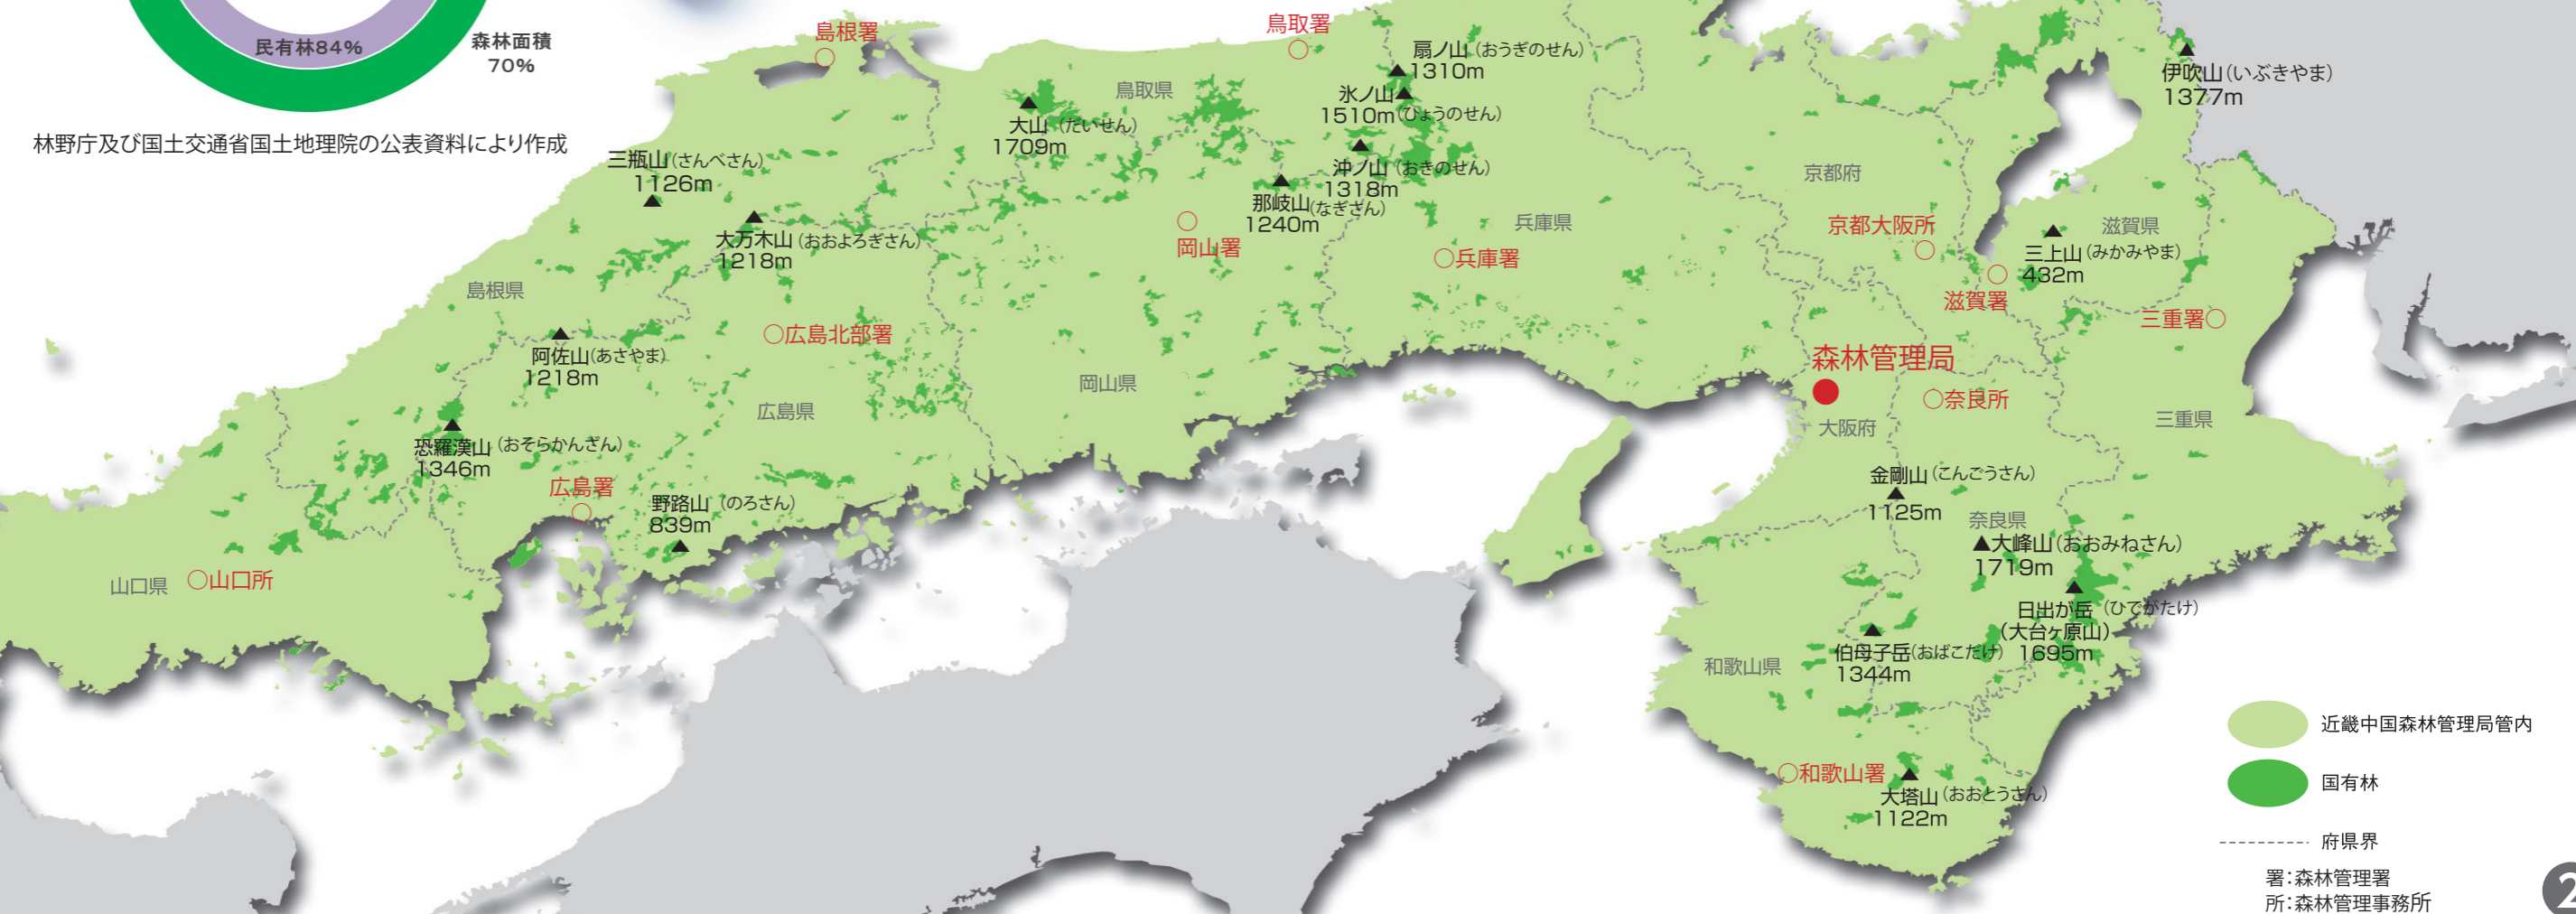 民有林84%
森林面積
70%
林野庁及び国土交通省国土地理院の公表資料により作成
島根署
鳥取署
扇ノ山(おうぎのせん)
1310m
伊吹山(いぶきやま)
1377m
鳥取県
氷ノ山
1510m(ひょうのせん)
大山(だいせん)
1709m
三瓶山(さんべさん)
1126m
沖ノ山(おきのせん)
1318m
京都府
那岐山(なぎさん)
1240m
大万木山(おおよろぎさん)
1218m
岡山署
兵庫県
兵庫署
京都大阪所
滋賀県
三上山(みかみやま)
432m
滋賀署
三重署
島根県
広島北部署
阿佐山(あさやま)
1218m
森林管理局
岡山県
広島県
奈良所
大阪府
三重県
恐羅漢山(おそらかんざん)
1346m
広島署
野路山(のろさん)
839m
金剛山(こんごうさん)
1125m
奈良県
大峰山(おおみねさん)
1719m
山口県
山口所
日出が岳(ひでがたけ)
(大台ヶ原山)
1695m
伯母子岳(おばこだけ)
1344m
和歌山県
和歌山署
大塔山(おおとうさん)
1122m
近畿中国森林管理局管内
国有林
府県界
署:森林管理署
所:森林管理事務所
2